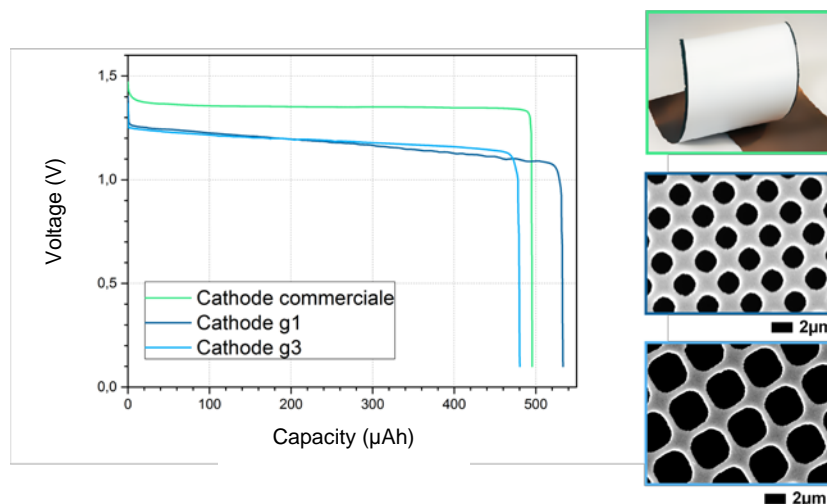 1,5
1,0
0,5
0,0
Voltage (V)
Cathode commerciale
Cathode g1
Cathode g3
0
100
200
300
400
500
Capacity (µAh)
2µm
2µm